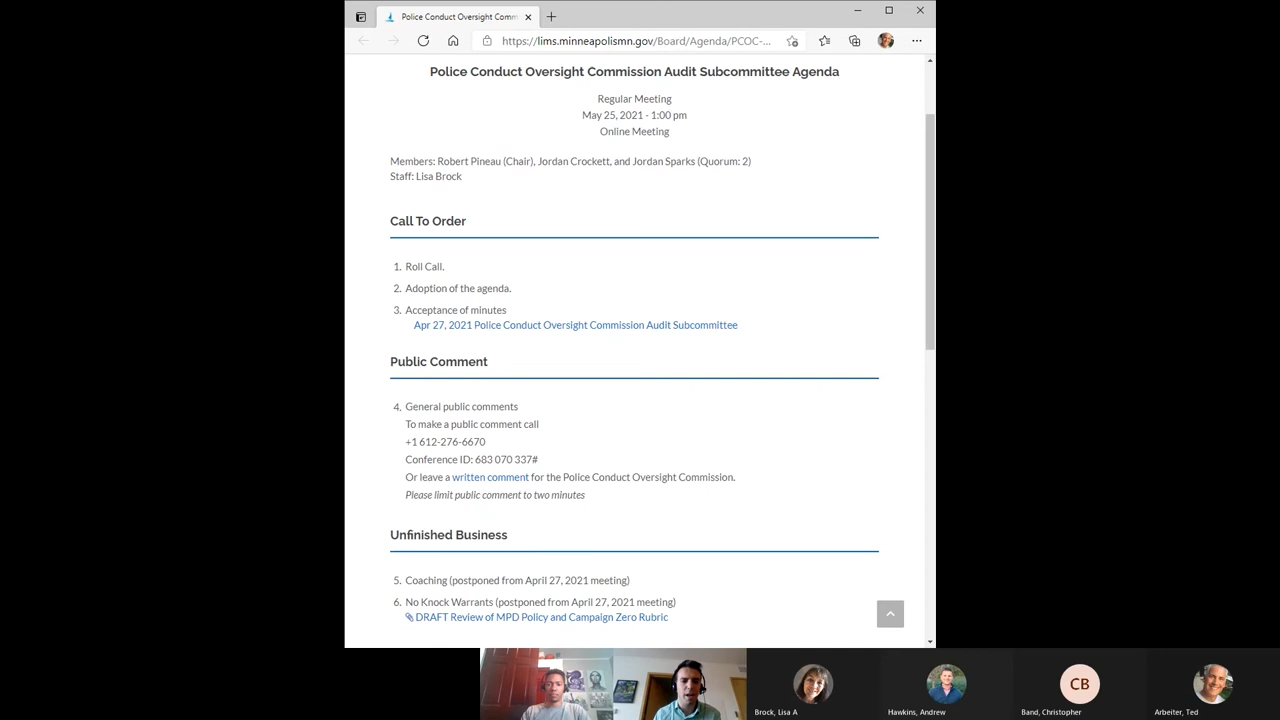 Police Conduct Oversight Comm
https://lims.minneapolismn.gov/Board/Agenda/PCOC-...
Police Conduct Oversight Commission Audit Subcommittee Agenda
Regular Meeting
May 25, 2021 - 1:00 pm
Online Meeting
Members: Robert Pineau (Chair), Jordan Crockett, and Jordan Sparks (Quorum: 2)
Staff: Lisa Brock
Call To Order
1. Roll Call.
2. Adoption of the agenda.
3. Acceptance of minutes
Apr 27, 2021 Police Conduct Oversight Commission Audit Subcommittee
Public Comment
4. General public comments
To make a public comment call
+1 612-276-6670
Conference ID: 683 070 337#
Or leave a written comment for the Police Conduct Oversight Commission.
Please limit public comment to two minutes
Unfinished Business
5. Coaching (postponed from April 27, 2021 meeting)
6. No Knock Warrants (postponed from April 27, 2021 meeting)
DRAFT Review of MPD Policy and Campaign Zero Rubric
CB
Brock, Lisa A
Hawkins, Andrew
Band, Christopher
Arbeiter, Ted